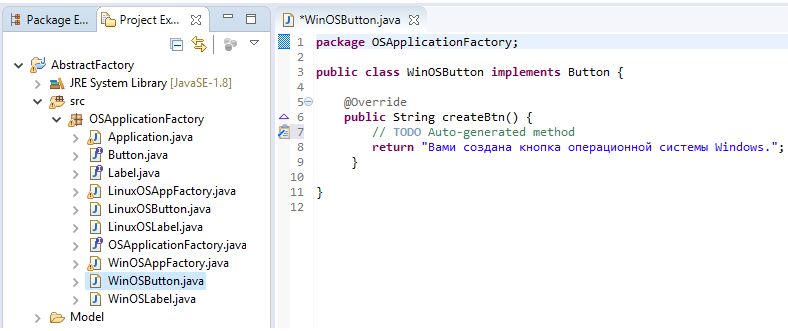 Package E...
Project Ex...
AbstractFactory
JRE System Library [JavaSE-1.8]
src
OSApplicationFactory
Application.java
Button.java
Label.java
LinuxOSAppFactory.java
LinuxOSButton.java
LinuxOSLabel.java
OSApplicationFactory.java
WinOSAppFactory.java
WinOSButton.java
WinOSLabel.java
Model
*WinOSButton.java
1 package OSApplicationFactory;
2
3 public class WinOSButton implements Button {
4
5 @Override
6 public String createBtn() {
7 // TODO Auto-generated method
8 return "Вами создана кнопка операционной системы Windows.";
9 }
10
11 }
12